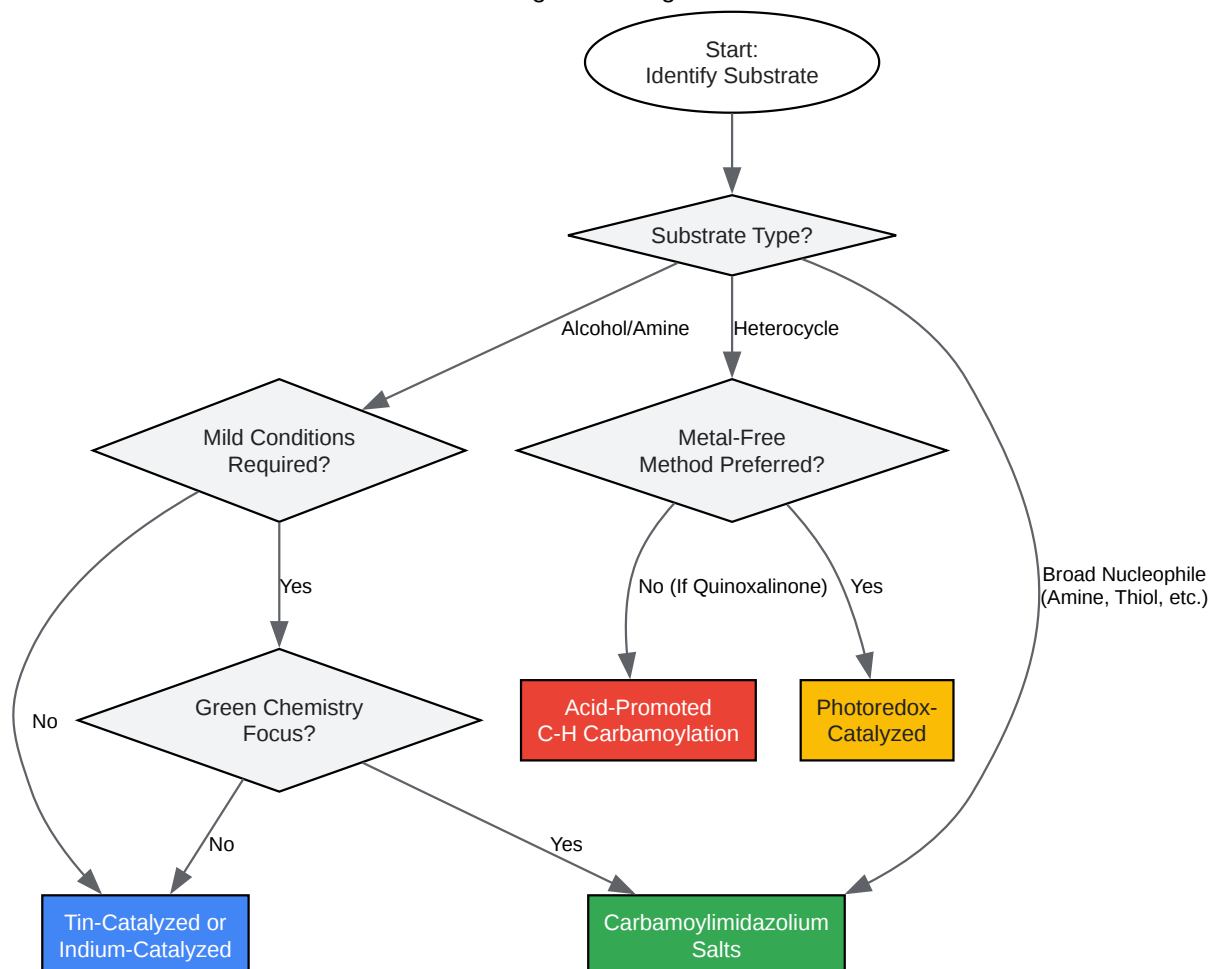 Start:
Identify Substrate
Substrate Type?
Alcohol/Amine
Heterocycle
Mild Conditions
Required?
Metal-Free
Method Preferred?
Yes
No (If Quinoxalinone)
Yes
Broad Nucleophile
(Amine, Thiol, etc.)
No
Green Chemistry
Focus?
Acid-Promoted
C-H Carbamoylation
Photoredox-
Catalyzed
No
Yes
Tin-Catalyzed or
Indium-Catalyzed
Carbamoylimidazolium
Salts